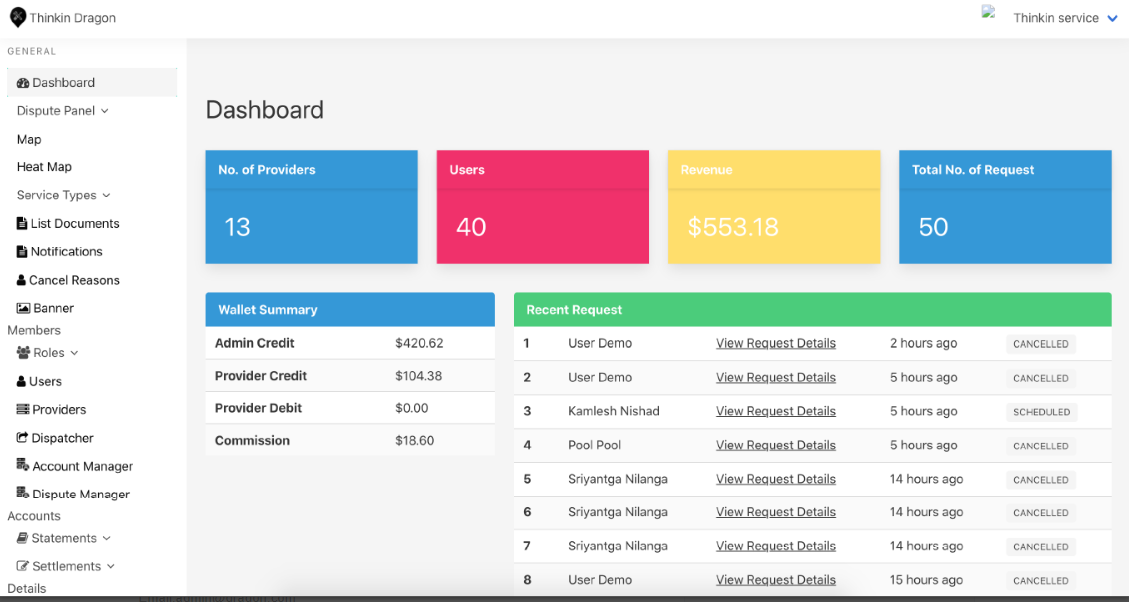 Thinkin Dragon
Thinkin service
GENERAL
Dashboard
Dispute Panel
Map
Heat Map
Service Types
List Documents
Notifications
Cancel Reasons
Banner
Members
Roles
Users
Providers
Dispatcher
Account Manager
Dispute Manager
Accounts
Statements
Settlements
Details
Dashboard
No. of Providers
13
Users
40
Revenue
$553.18
Total No. of Request
50
Wallet Summary
Admin Credit $420.62
Provider Credit $104.38
Provider Debit $0.00
Commission $18.60
Recent Request
1 User Demo View Request Details 2 hours ago CANCELLED
2 User Demo View Request Details 5 hours ago CANCELLED
3 Kamlesh Nishad View Request Details 5 hours ago SCHEDULED
4 Pool Pool View Request Details 5 hours ago CANCELLED
5 Sriyantga Nilanga View Request Details 14 hours ago CANCELLED
6 Sriyantga Nilanga View Request Details 14 hours ago CANCELLED
7 Sriyantga Nilanga View Request Details 14 hours ago CANCELLED
8 User Demo View Request Details 15 hours ago CANCELLED